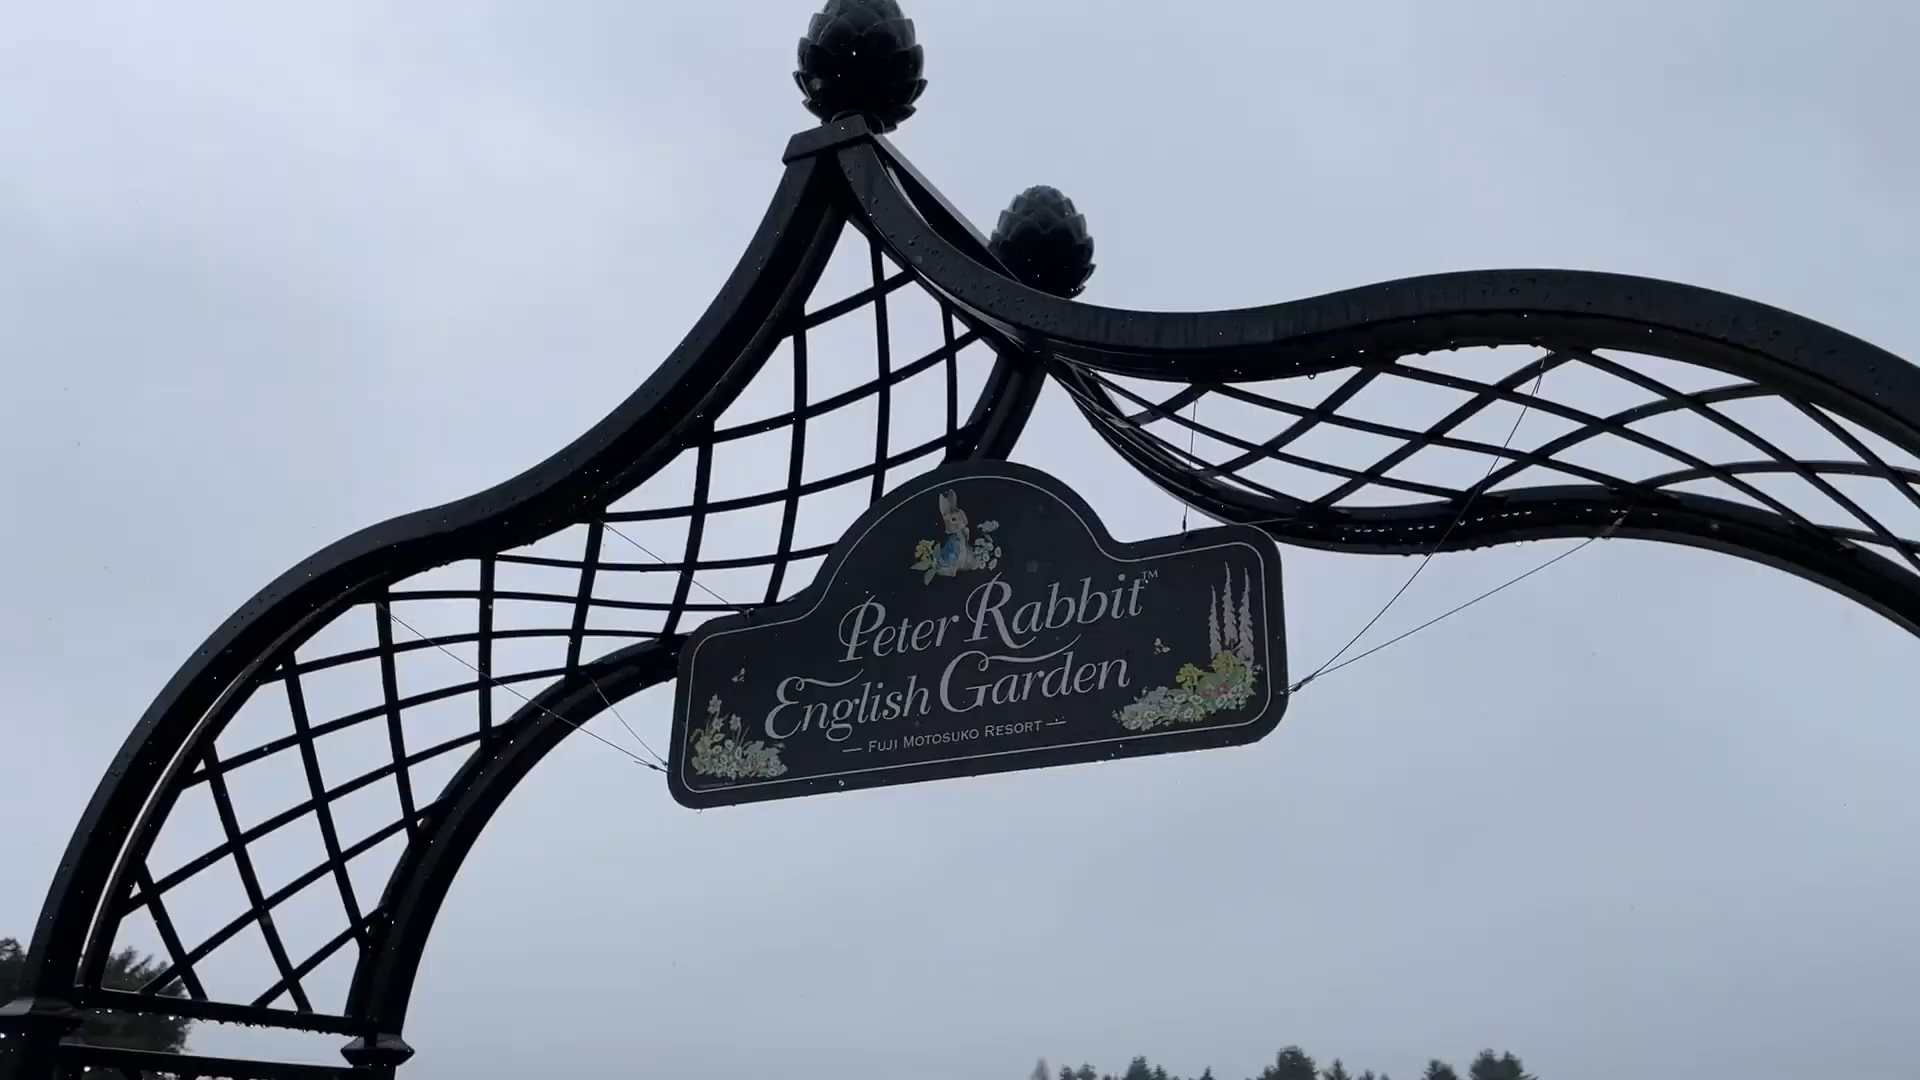 Peter Rabbit™
English Garden
— Fuji Motosuko Resort —